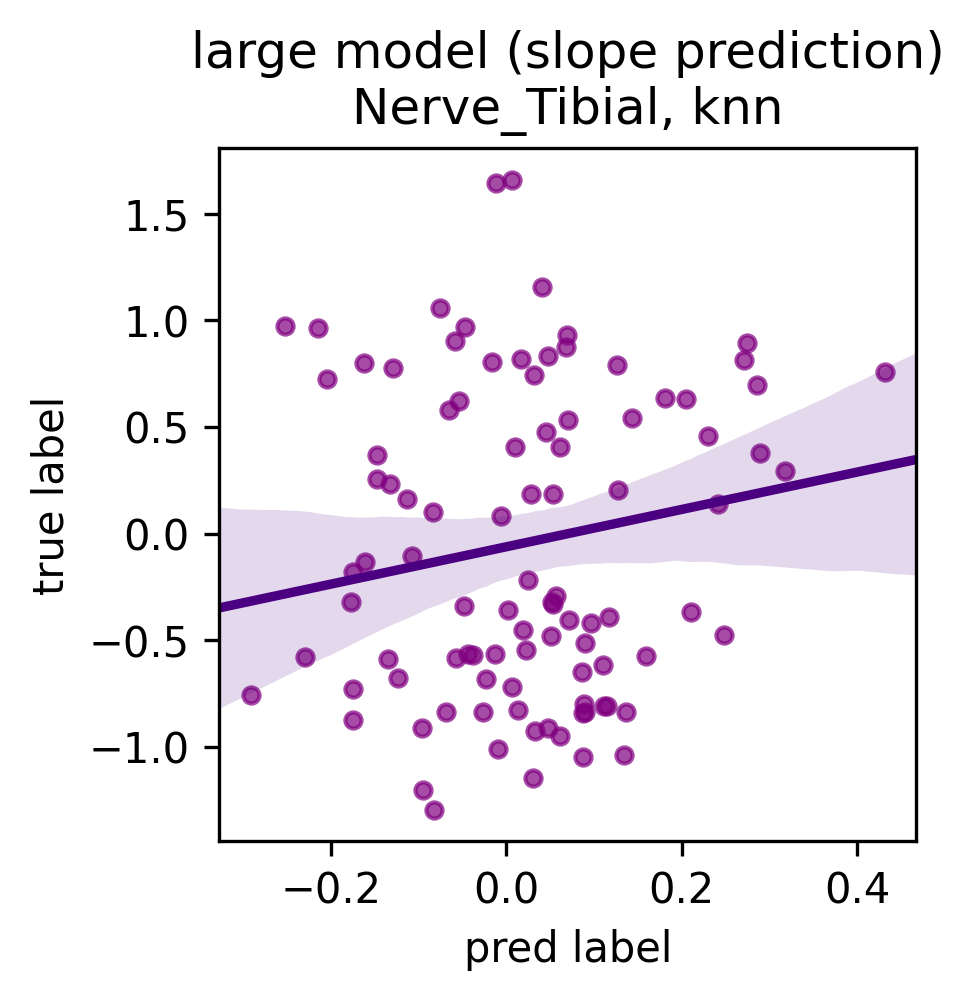 large model (slope prediction)
Nerve_Tibial, knn
1.5
1.0
0.5
0.0
−0.5
−1.0
true label
−0.2 0.0 0.2 0.4
pred label